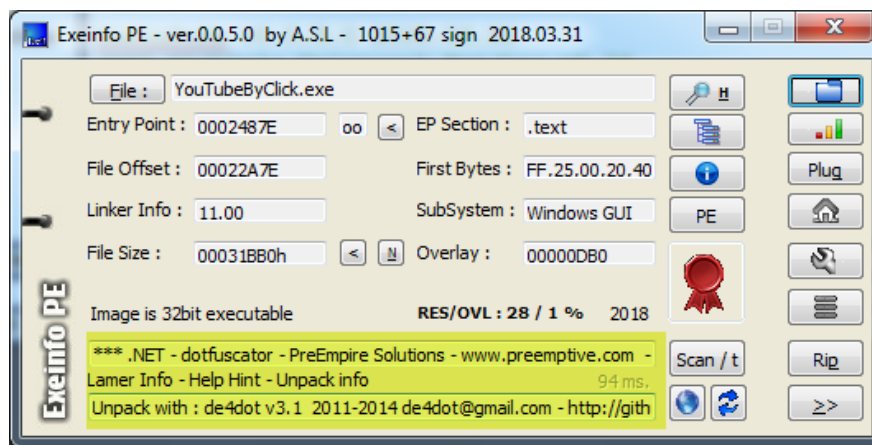 Exeinfo PE - ver.0.0.5.0 by A.S.L - 1015+67 sign 2018.03.31
File : YouTubeByClick.exe H
Entry Point : 0002487E oo < EP Section : .text
File Offset : 00022A7E First Bytes : FF.25.00.20.40 Plug
Linker Info : 11.00 SubSystem : Windows GUI PE
File Size : 00031BB0h < N Overlay : 00000DB0
Image is 32bit executable RES/OVL : 28 / 1 % 2018
*** .NET - dotfuscator - PreEmpire Solutions - www.preemptive.com - Scan / t Rip
Lamer Info - Help Hint - Unpack info 94 ms.
Unpack with : de4dot v3.1 2011-2014 de4dot@gmail.com - http://gith >>
Exeinfo PE